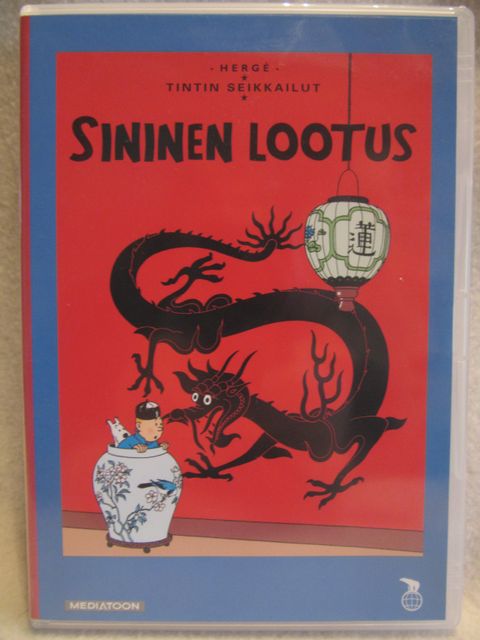 - HERGÉ -
TINTIN SEIKKAILUT
SININEN LOOTUS
蓮
MEDIATOON